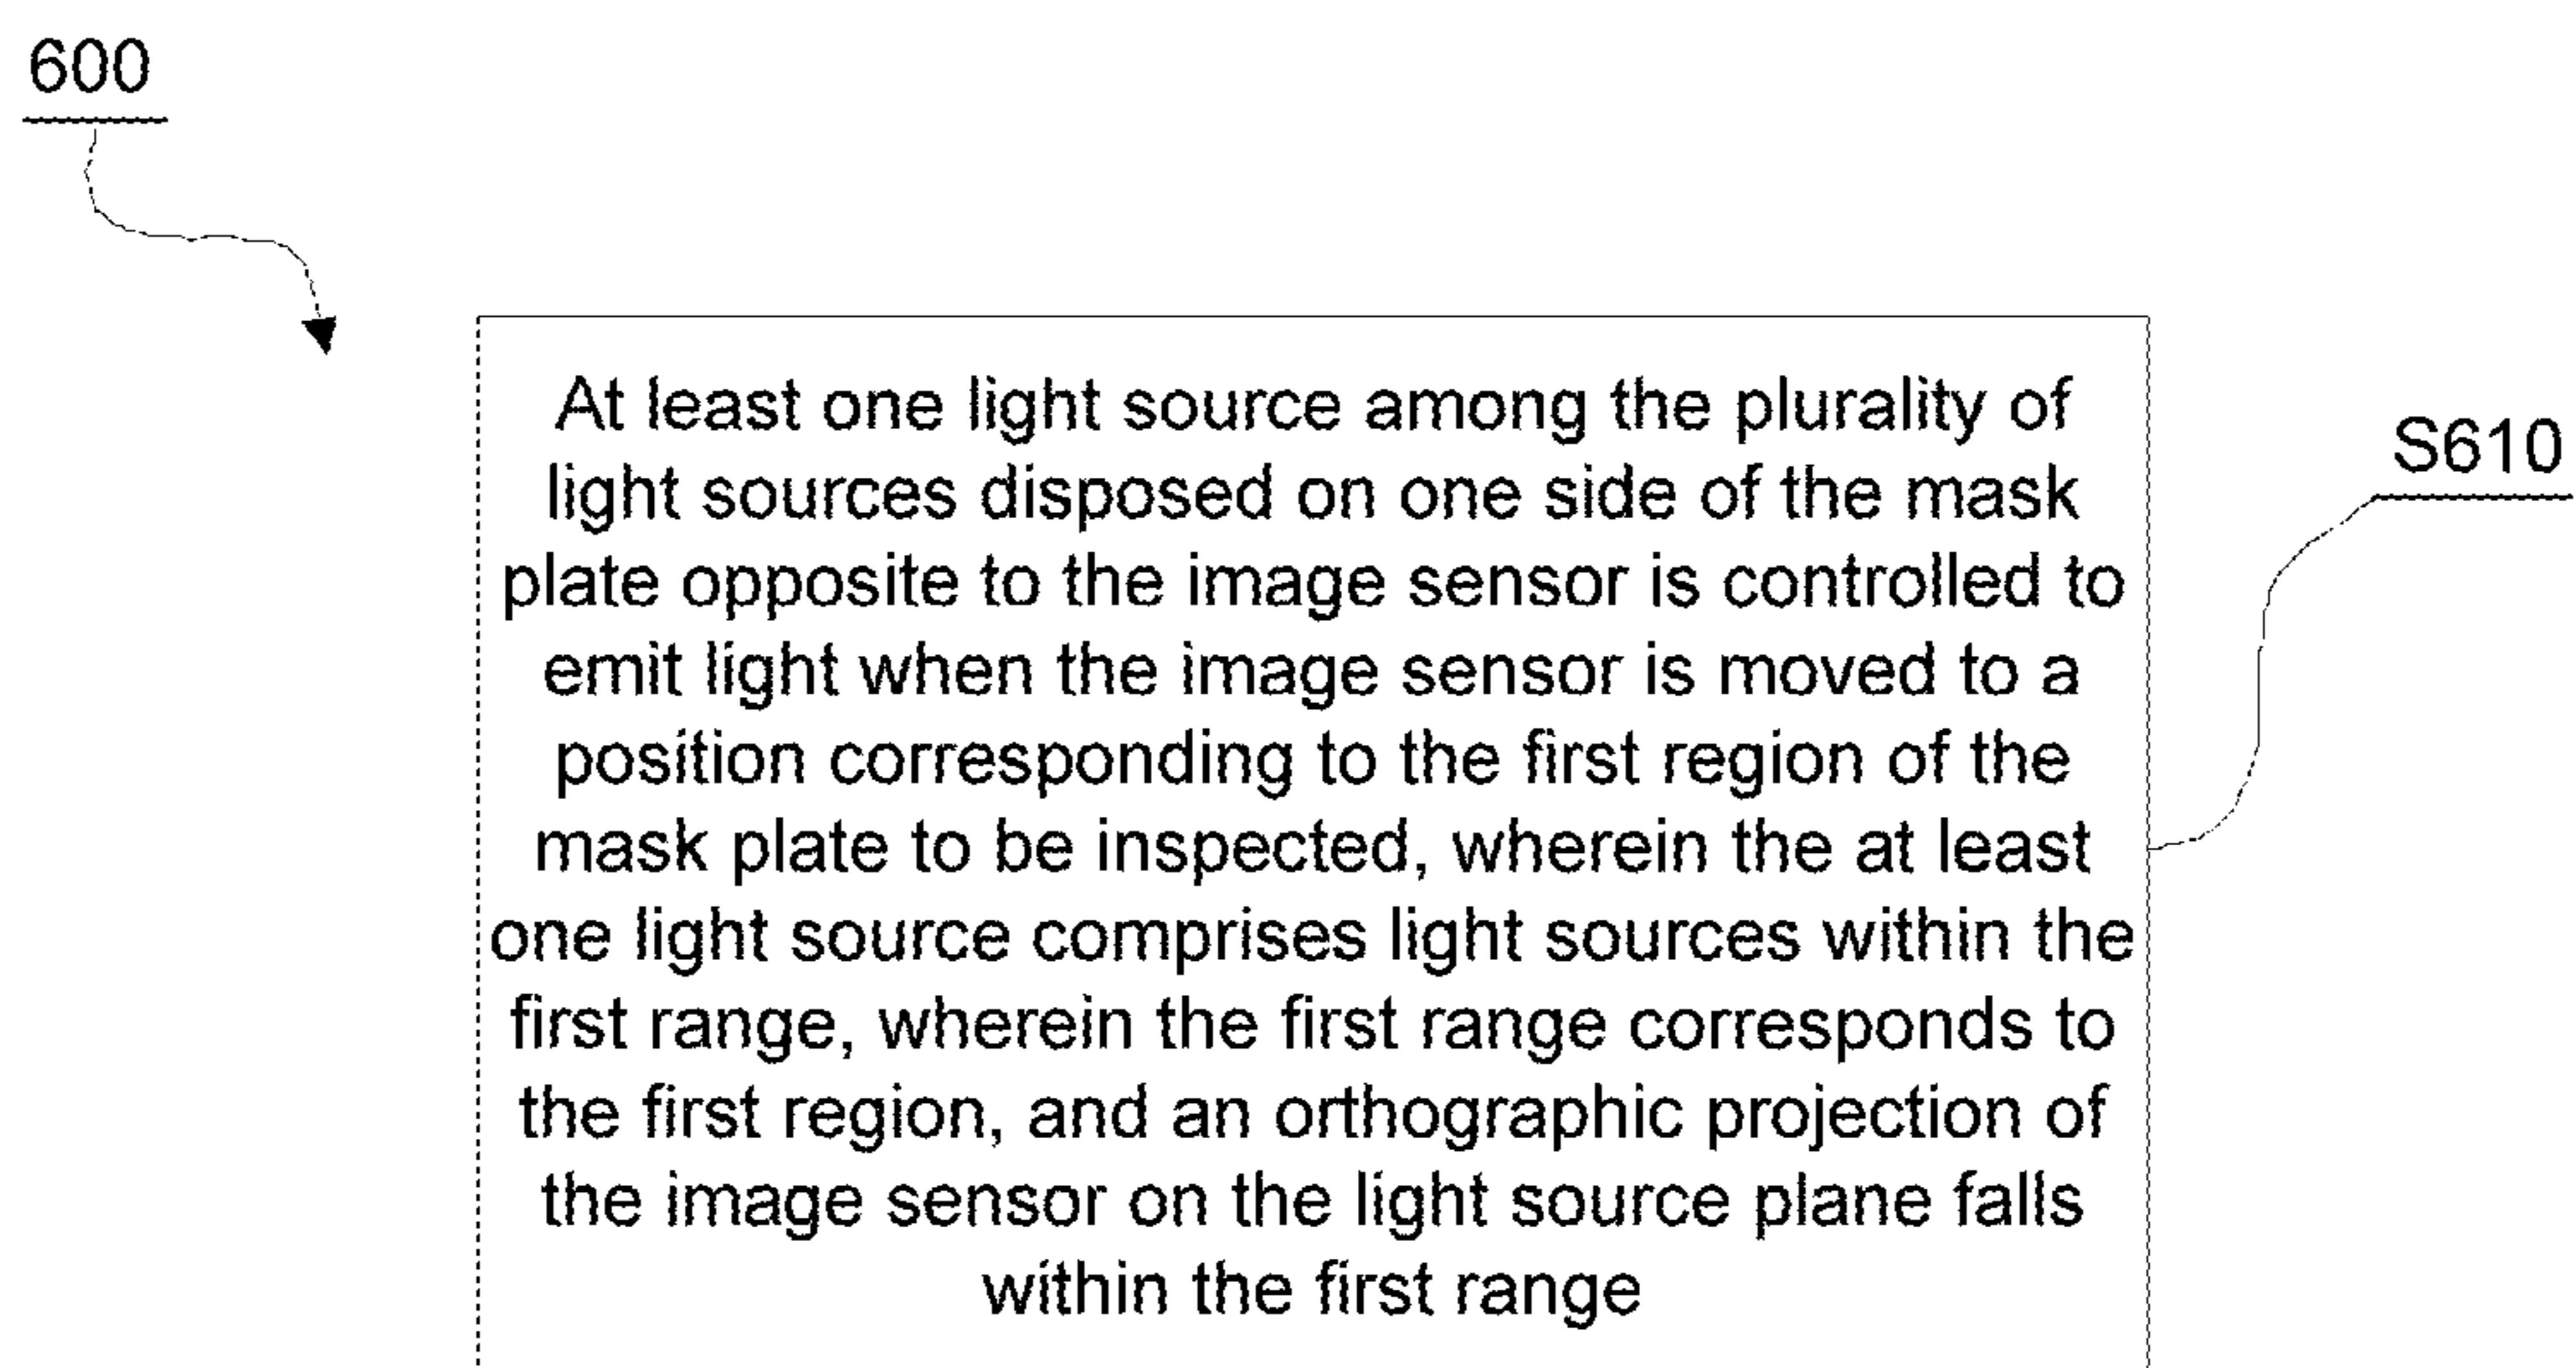 600
At least one light source among the plurality of
light sources disposed on one side of the mask
S610
plate opposite to the image sensor is controlled to
emit light when the image sensor is moved to a
position corresponding to the first region of the
mask plate to be inspected, wherein the at least
one light source comprises light sources within the
first range, wherein the first range corresponds to
the first region, and an orthographic projection of
the image sensor on the light source plane falls
within the first range